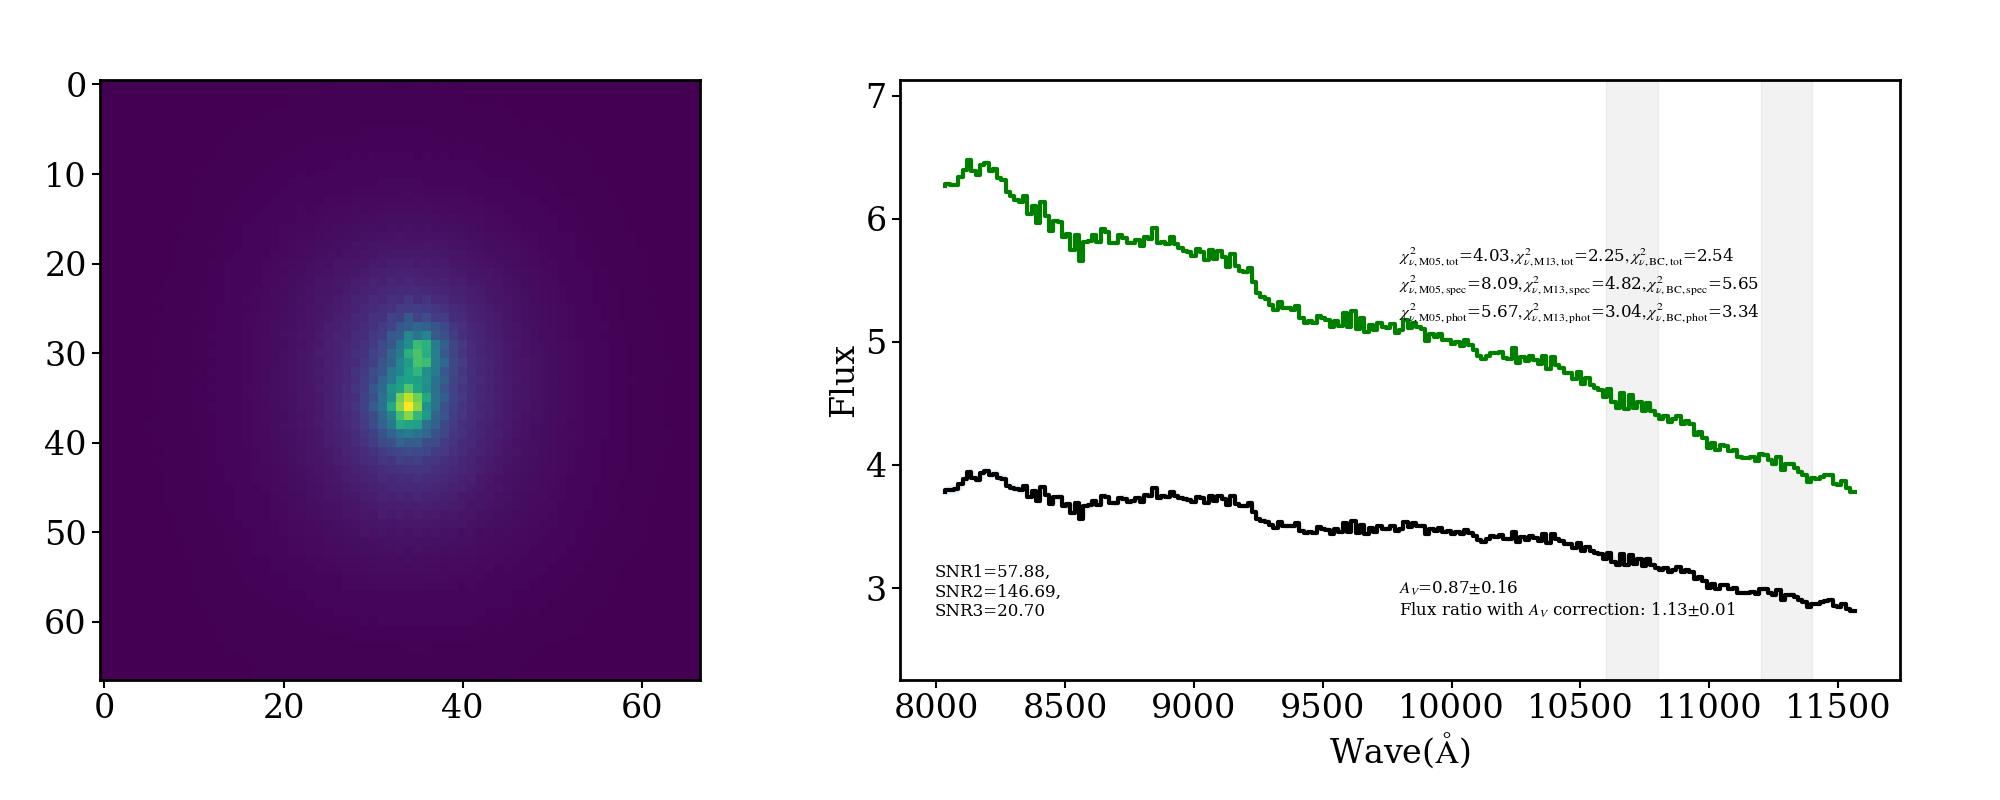 0
10
20
30
40
50
60
0 20 40 60
7
6
5
4
3
Flux
χ²ν,M05,tot=4.03,χ²ν,M13,tot=2.25,χ²ν,BC,tot=2.54
χ²ν,M05,spec=8.09,χ²ν,M13,spec=4.82,χ²ν,BC,spec=5.65
χ²ν,M05,phot=5.67,χ²ν,M13,phot=3.04,χ²ν,BC,phot=3.34
SNR1=57.88,
SNR2=146.69,
SNR3=20.70
AV=0.87±0.16
Flux ratio with AV correction: 1.13±0.01
8000 8500 9000 9500 10000 10500 11000 11500
Wave(Å)